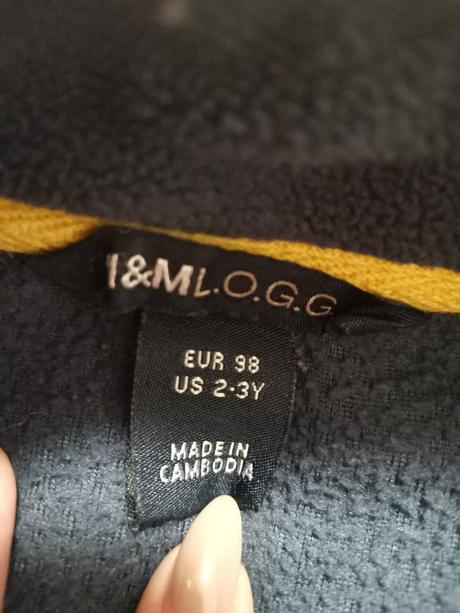 H&M L.O.G.G
EUR 98
US 2-3Y
MADE IN
CAMBODIA